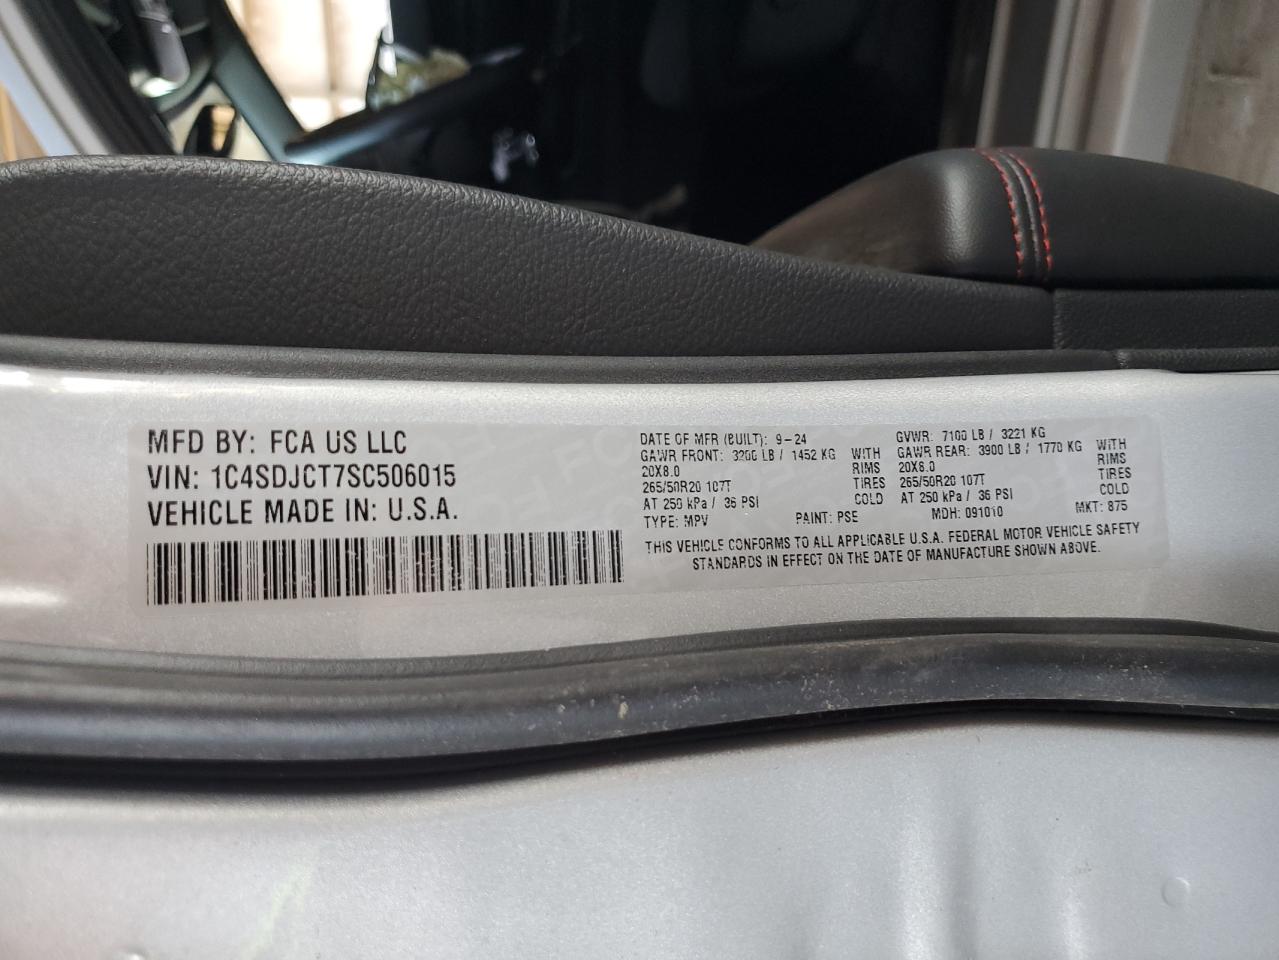 MFD BY: FCA US LLC
VIN: 1C4SDJCT7SC506015
VEHICLE MADE IN: U.S.A.
DATE OF MFR (BUILT): 9-24
GAWR FRONT: 3200 LB / 1452 KG WITH
20X8.0 RIMS
265/50R20 107T TIRES
AT 250 kPa / 36 PSI COLD
TYPE: MPV PAINT: PSE
GVWR: 7100 LB / 3221 KG
GAWR REAR: 3900 LB / 1770 KG WITH
20X8.0 RIMS
265/50R20 107T TIRES
AT 250 kPa / 36 PSI COLD
MDH: 091010 MKT: 875
THIS VEHICLE CONFORMS TO ALL APPLICABLE U.S.A. FEDERAL MOTOR VEHICLE SAFETY
STANDARDS IN EFFECT ON THE DATE OF MANUFACTURE SHOWN ABOVE.